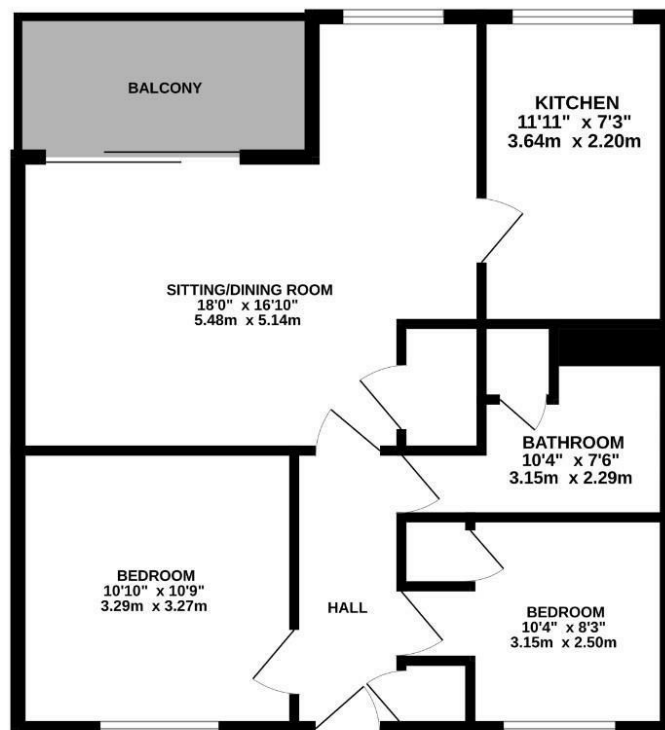 BALCONY
KITCHEN
11'11" x 7'3"
3.64m x 2.20m
SITTING/DINING ROOM
18'0" x 16'10"
5.48m x 5.14m
BATHROOM
10'4" x 7'6"
3.15m x 2.29m
BEDROOM
10'10" x 10'9"
3.29m x 3.27m
HALL
BEDROOM
10'4" x 8'3"
3.15m x 2.50m